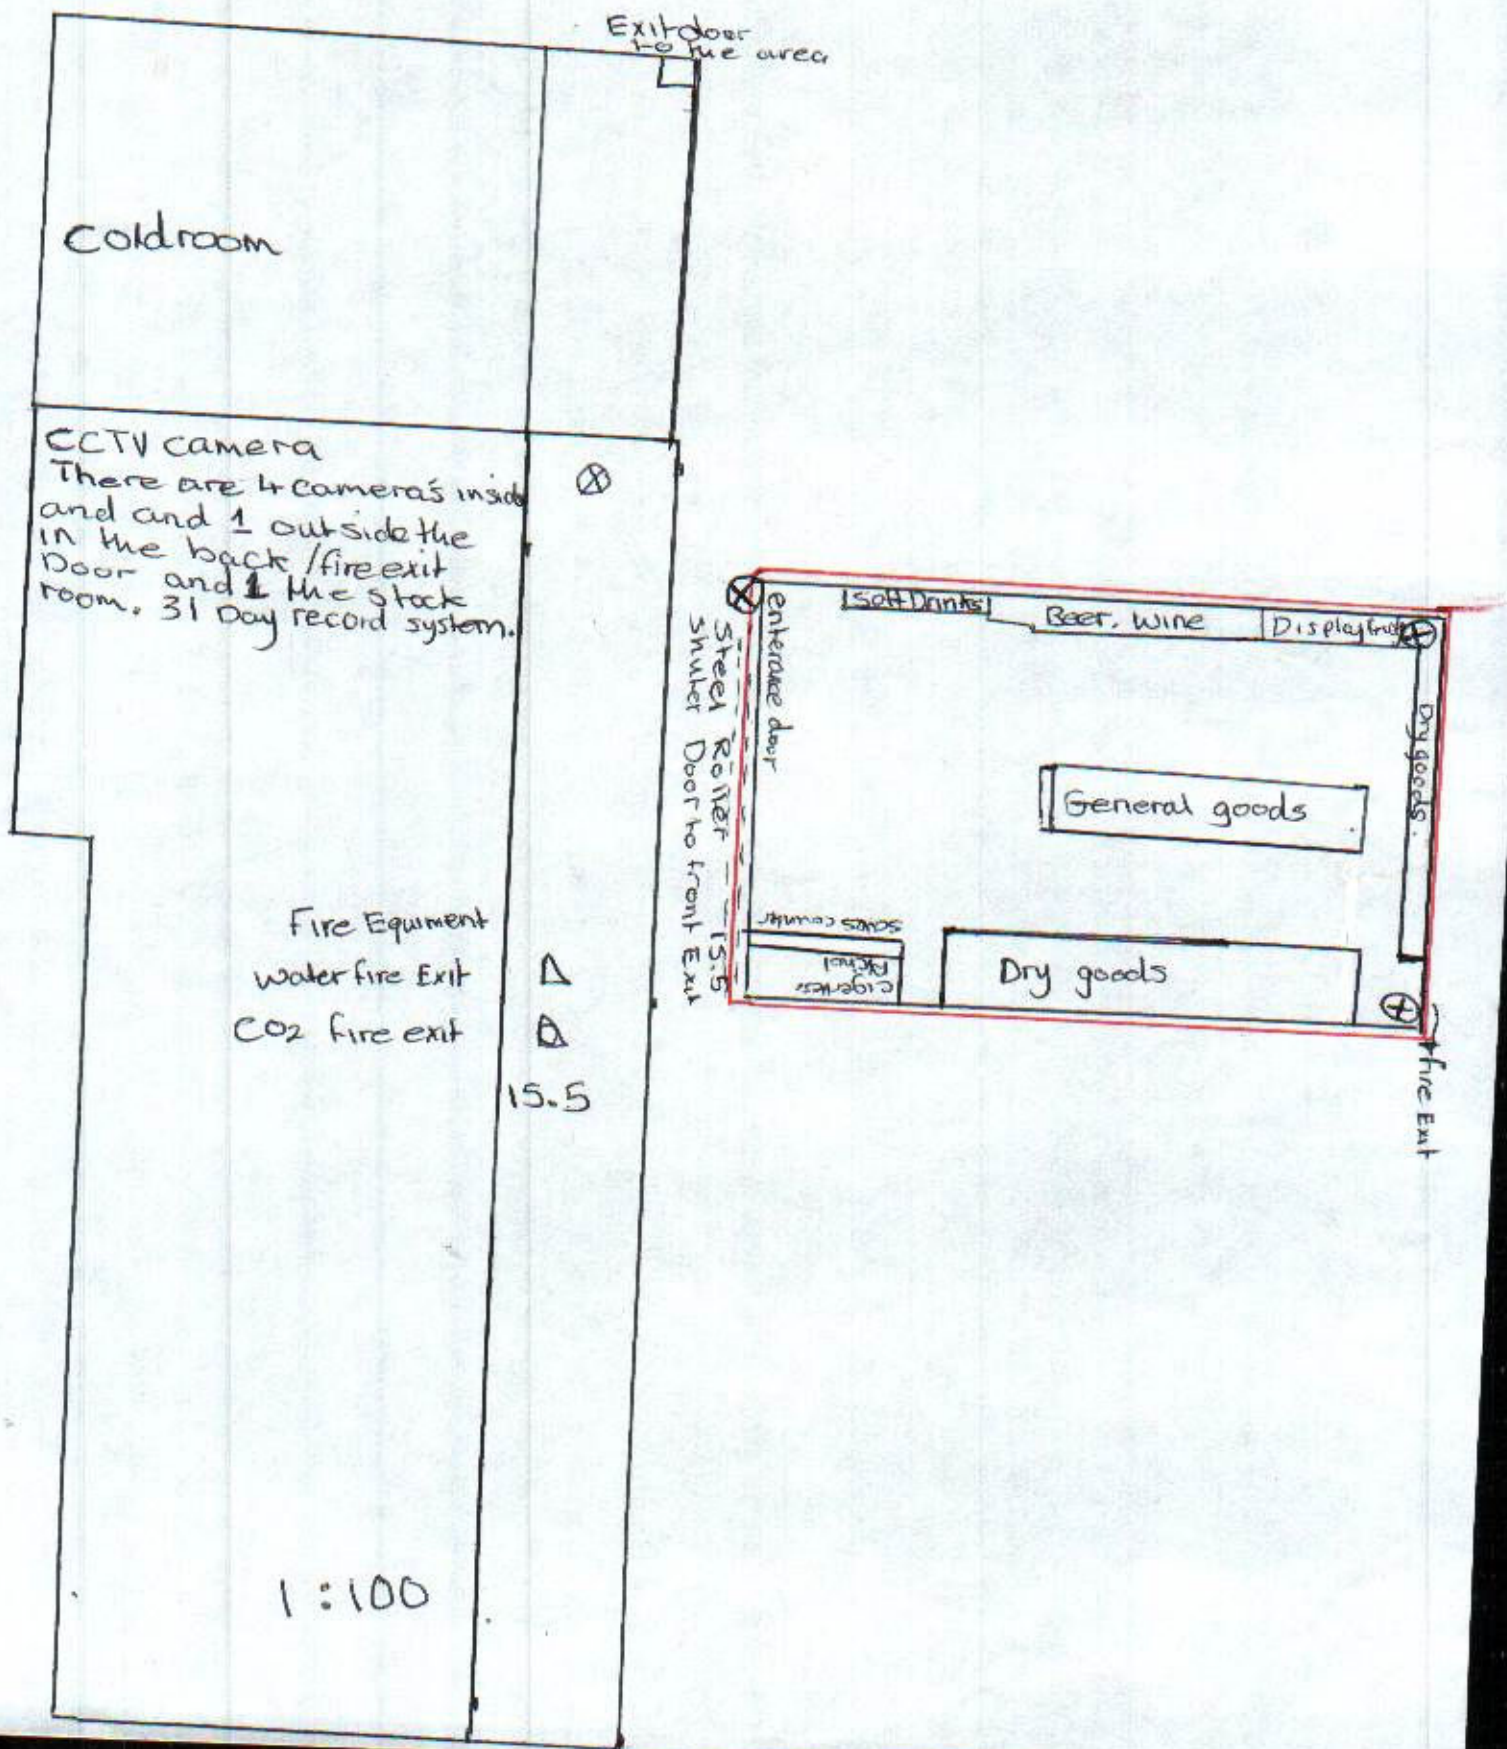 Exit door
to the area
Coldroom
CCTV camera
There are 4 camera's inside
and and 1 outside the
in the back / fire exit
Door and 1 the stock
room. 31 Day record system.
Fire Equment
water fire Exit
CO2 fire exit
15.5
1:100
enterance door
Steel Roller 15.5
Shutter Door to front Exit
Soft Drinks
Beer, wine
Display
Dry goods.
General goods
sales counter
Dry goods
fire Exit